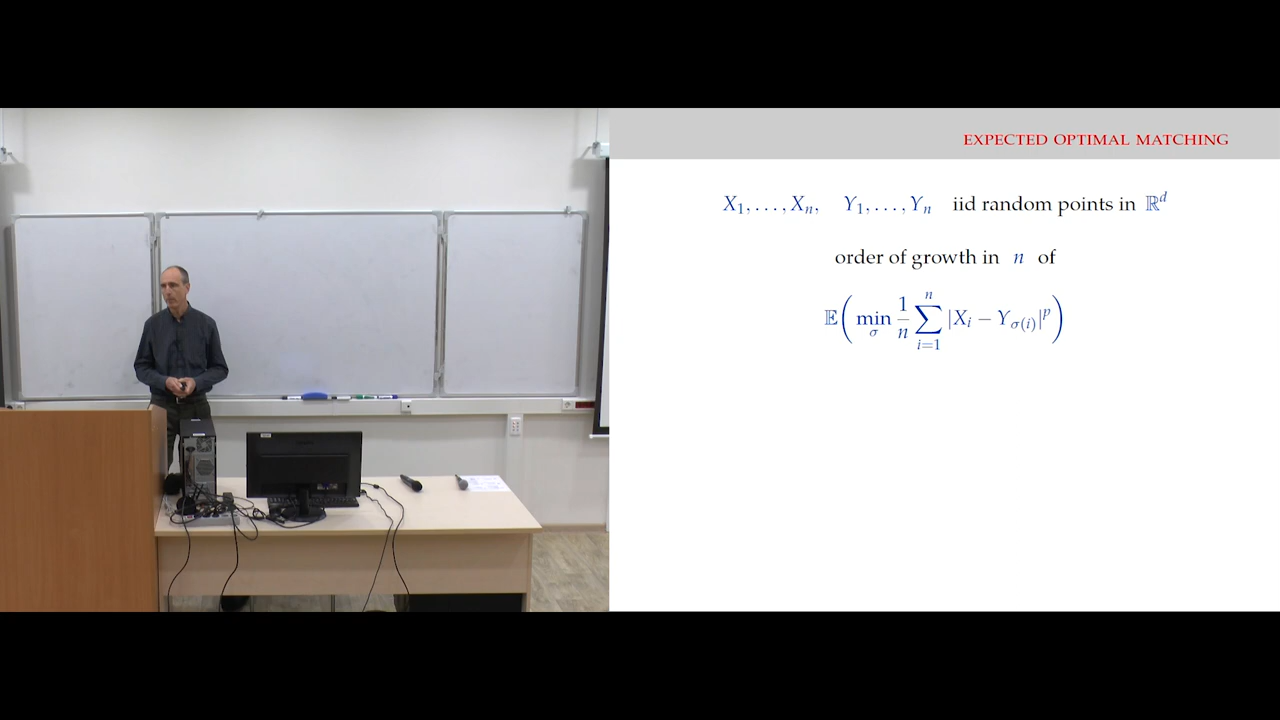 EXPECTED OPTIMAL MATCHING
X₁, . . . , Xₙ, Y₁, . . . , Yₙ iid random points in ℝᵈ
order of growth in n of
𝔼( min_σ 1/n ∑_{i=1}^{n} |X_i − Y_{σ(i)}|^p )